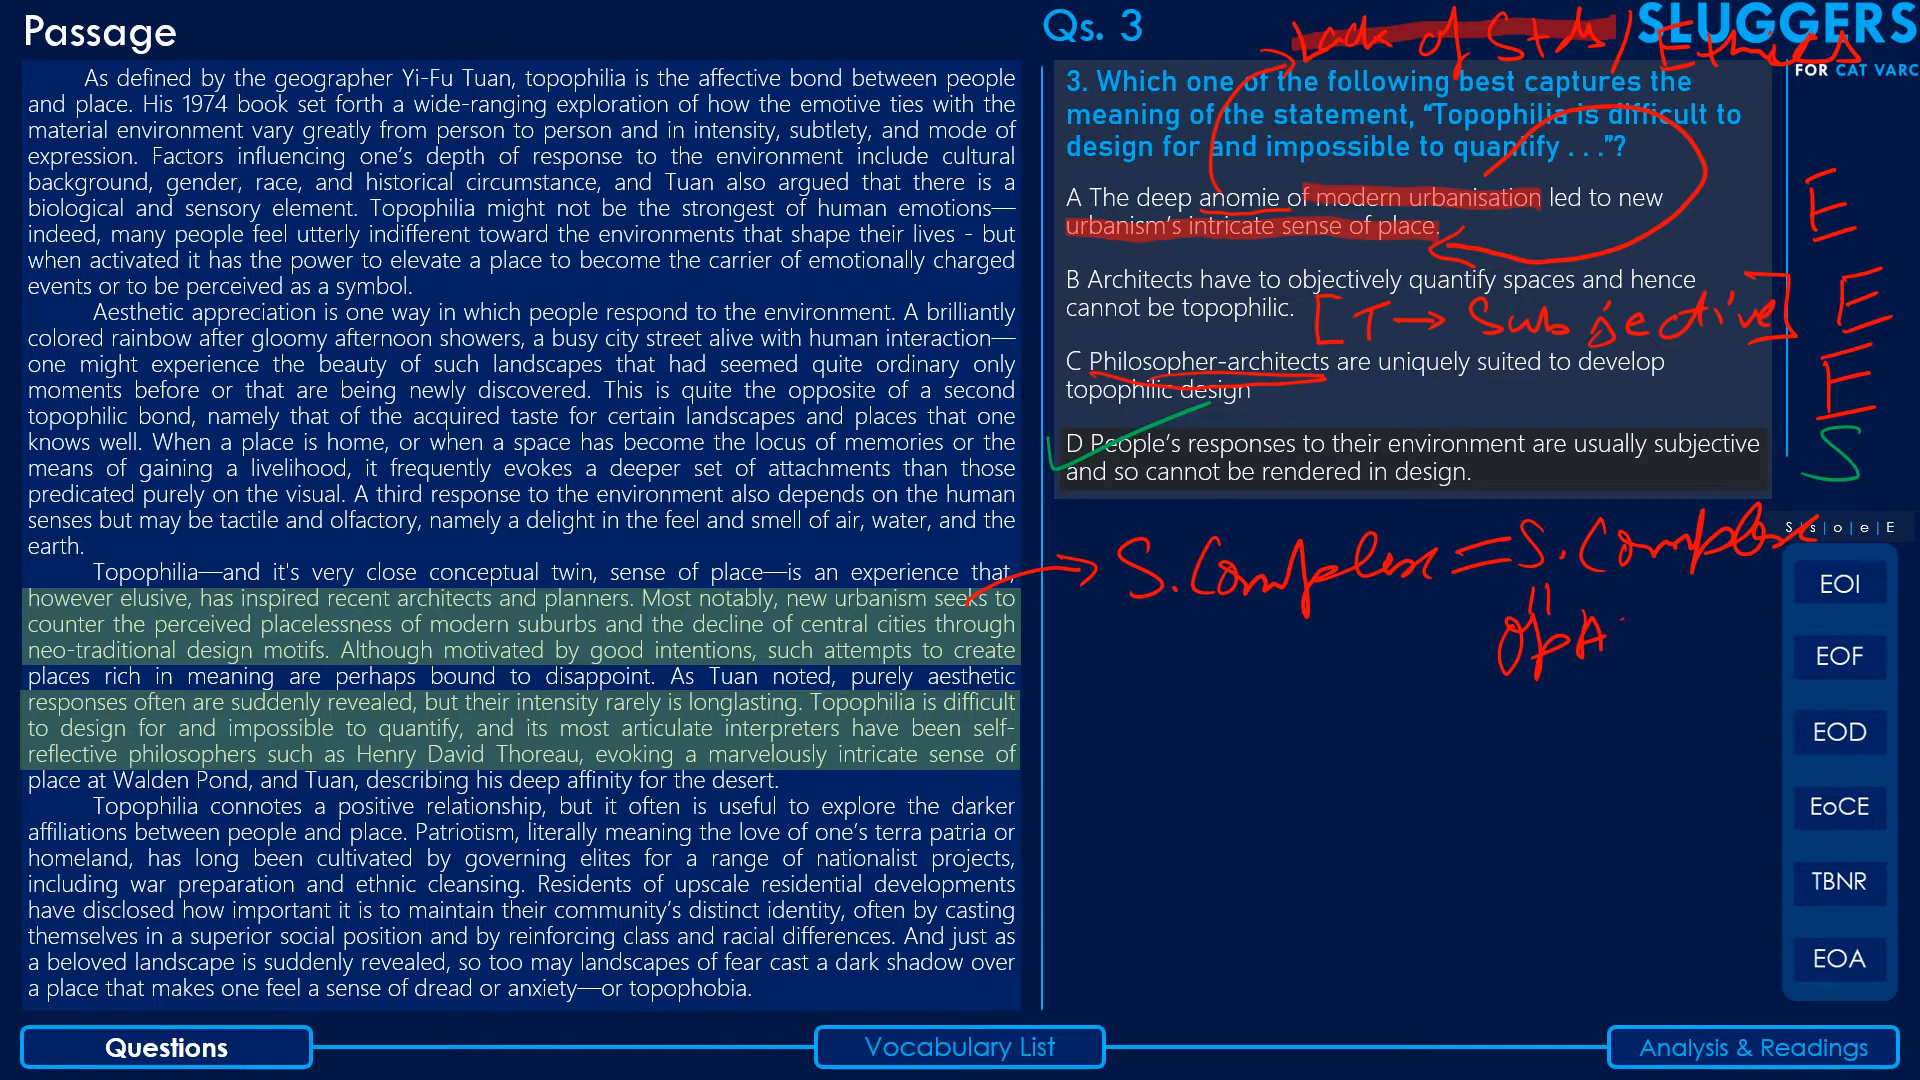 Passage
As defined by the geographer Yi-Fu Tuan, topophilia is the affective bond between people
and place. His 1974 book set forth a wide-ranging exploration of how the emotive ties with the
material environment vary greatly from person to person and in intensity, subtlety, and mode of
expression. Factors influencing one's depth of response to the environment include cultural
background, gender, race, and historical circumstance, and Tuan also argued that there is a
biological and sensory element. Topophilia might not be the strongest of human emotions—
indeed, many people feel utterly indifferent toward the environments that shape their lives - but
when activated it has the power to elevate a place to become the carrier of emotionally charged
events or to be perceived as a symbol.
Aesthetic appreciation is one way in which people respond to the environment. A brilliantly
colored rainbow after gloomy afternoon showers, a busy city street alive with human interaction—
one might experience the beauty of such landscapes that had seemed quite ordinary only
moments before or that are being newly discovered. This is quite the opposite of a second
topophilic bond, namely that of the acquired taste for certain landscapes and places that one
knows well. When a place is home, or when a space has become the locus of memories or the
means of gaining a livelihood, it frequently evokes a deeper set of attachments than those
predicated purely on the visual. A third response to the environment also depends on the human
senses but may be tactile and olfactory, namely a delight in the feel and smell of air, water, and the
earth.
Topophilia—and it's very close conceptual twin, sense of place—is an experience that,
however elusive, has inspired recent architects and planners. Most notably, new urbanism seeks to
counter the perceived placelessness of modern suburbs and the decline of central cities through
neo-traditional design motifs. Although motivated by good intentions, such attempts to create
places rich in meaning are perhaps bound to disappoint. As Tuan noted, purely aesthetic
responses often are suddenly revealed, but their intensity rarely is longlasting. Topophilia is difficult
to design for and impossible to quantify, and its most articulate interpreters have been self-
reflective philosophers such as Henry David Thoreau, evoking a marvelously intricate sense of
place at Walden Pond, and Tuan, describing his deep affinity for the desert.
Topophilia connotes a positive relationship, but it often is useful to explore the darker
affiliations between people and place. Patriotism, literally meaning the love of one's terra patria or
homeland, has long been cultivated by governing elites for a range of nationalist projects,
including war preparation and ethnic cleansing. Residents of upscale residential developments
have disclosed how important it is to maintain their community's distinct identity, often by casting
themselves in a superior social position and by reinforcing class and racial differences. And just as
a beloved landscape is suddenly revealed, so too may landscapes of fear cast a dark shadow over
a place that makes one feel a sense of dread or anxiety—or topophobia.
Qs. 3
Lack of Stds / Ethics
SLUGGERS
FOR CAT VARC
3. Which one of the following best captures the
meaning of the statement, “Topophilia is difficult to
design for and impossible to quantify . . .”?
A The deep anomie of modern urbanisation led to new
urbanism's intricate sense of place.
E
B Architects have to objectively quantify spaces and hence
cannot be topophilic.
[T → Subjective]
E
C Philosopher-architects are uniquely suited to develop
topophilic design
E
D People's responses to their environment are usually subjective
and so cannot be rendered in design.
S
S. Complex = S. Complex
OpA
S | s | o | e | E
EOI
EOF
EOD
EoCE
TBNR
EOA
Questions
Vocabulary List
Analysis & Readings